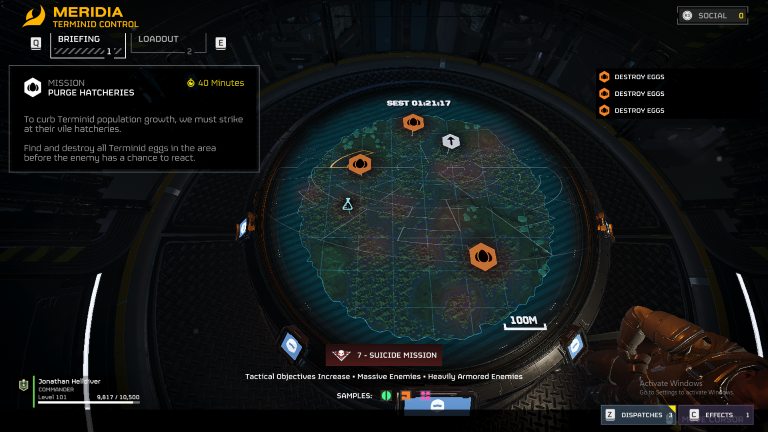 MERIDIA
TERMINID CONTROL
SOCIAL 0
Q BRIEFING 1 LOADOUT 2 E
MISSION
PURGE HATCHERIES
40 Minutes
To curb Terminid population growth, we must strike
at their vile hatcheries.
Find and destroy all Terminid eggs in the area
before the enemy has a chance to react.
DESTROY EGGS
DESTROY EGGS
DESTROY EGGS
SEST 01:21:17
100M
7 - SUICIDE MISSION
Tactical Objectives Increase • Massive Enemies • Heavily Armored Enemies
SAMPLES:
Jonathan Helldiver
COMMANDER
Level 101 9,817 / 10,500
Activate Windows
Go to Settings to activate Windows.
Z DISPATCHES 3
C EFFECTS 1
CURSOR